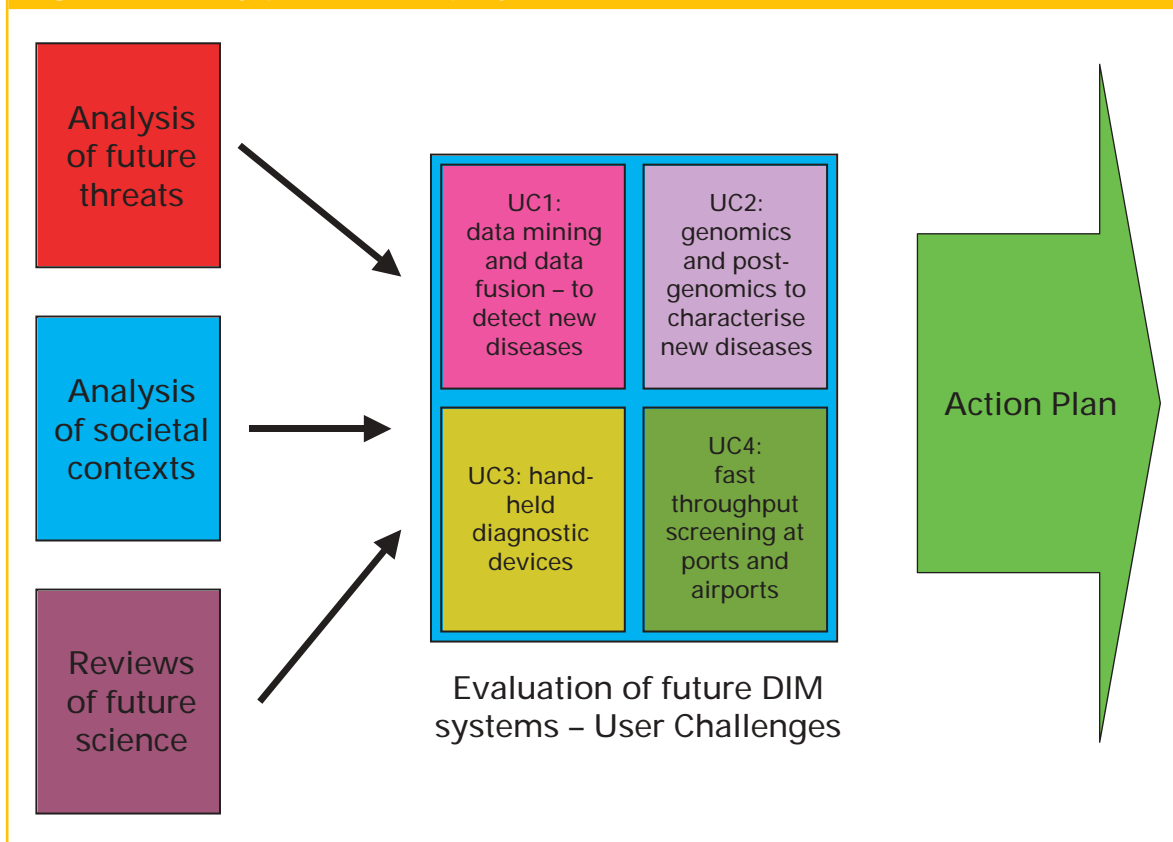 Analysis
of future
threats
Analysis
of societal
contexts
Reviews
of future
science
UC1:
data mining
and data
fusion – to
detect new
diseases
UC2:
genomics
and post-
genomics to
characterise
new diseases
UC3: hand-
held
diagnostic
devices
UC4:
fast
throughput
screening at
ports and
airports
Evaluation of future DIM
systems – User Challenges
Action Plan